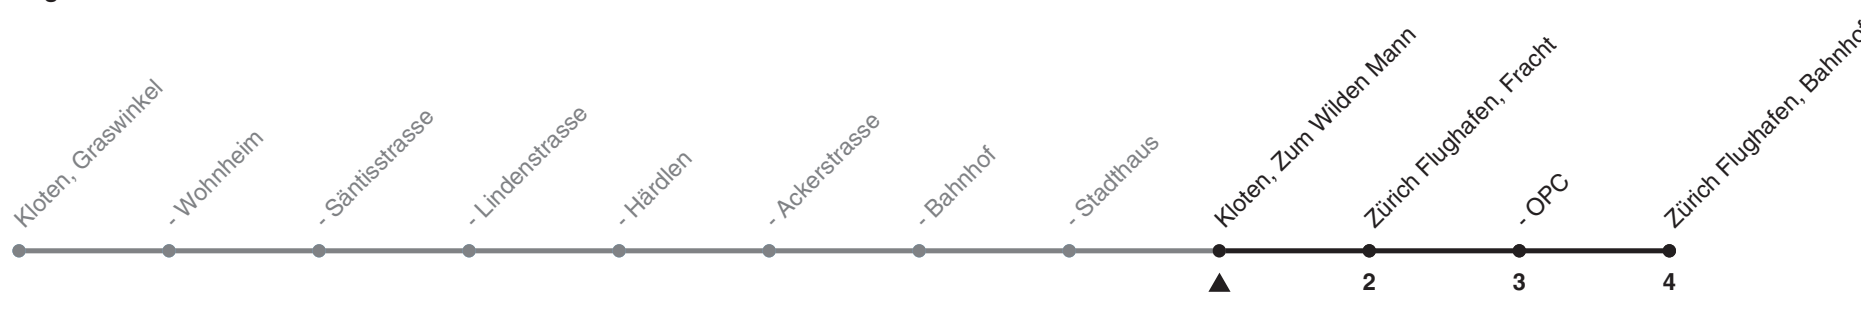 Kloten, Graswinkel
- Wohnheim
- Säntisstrasse
- Lindenstrasse
- Härdlen
- Ackerstrasse
- Bahnhof
- Stadthaus
Kloten, Zum Wilden Mann
Zürich Flughafen, Fracht
- OPC
Zürich Flughafen, Bahnhof
2
3
4